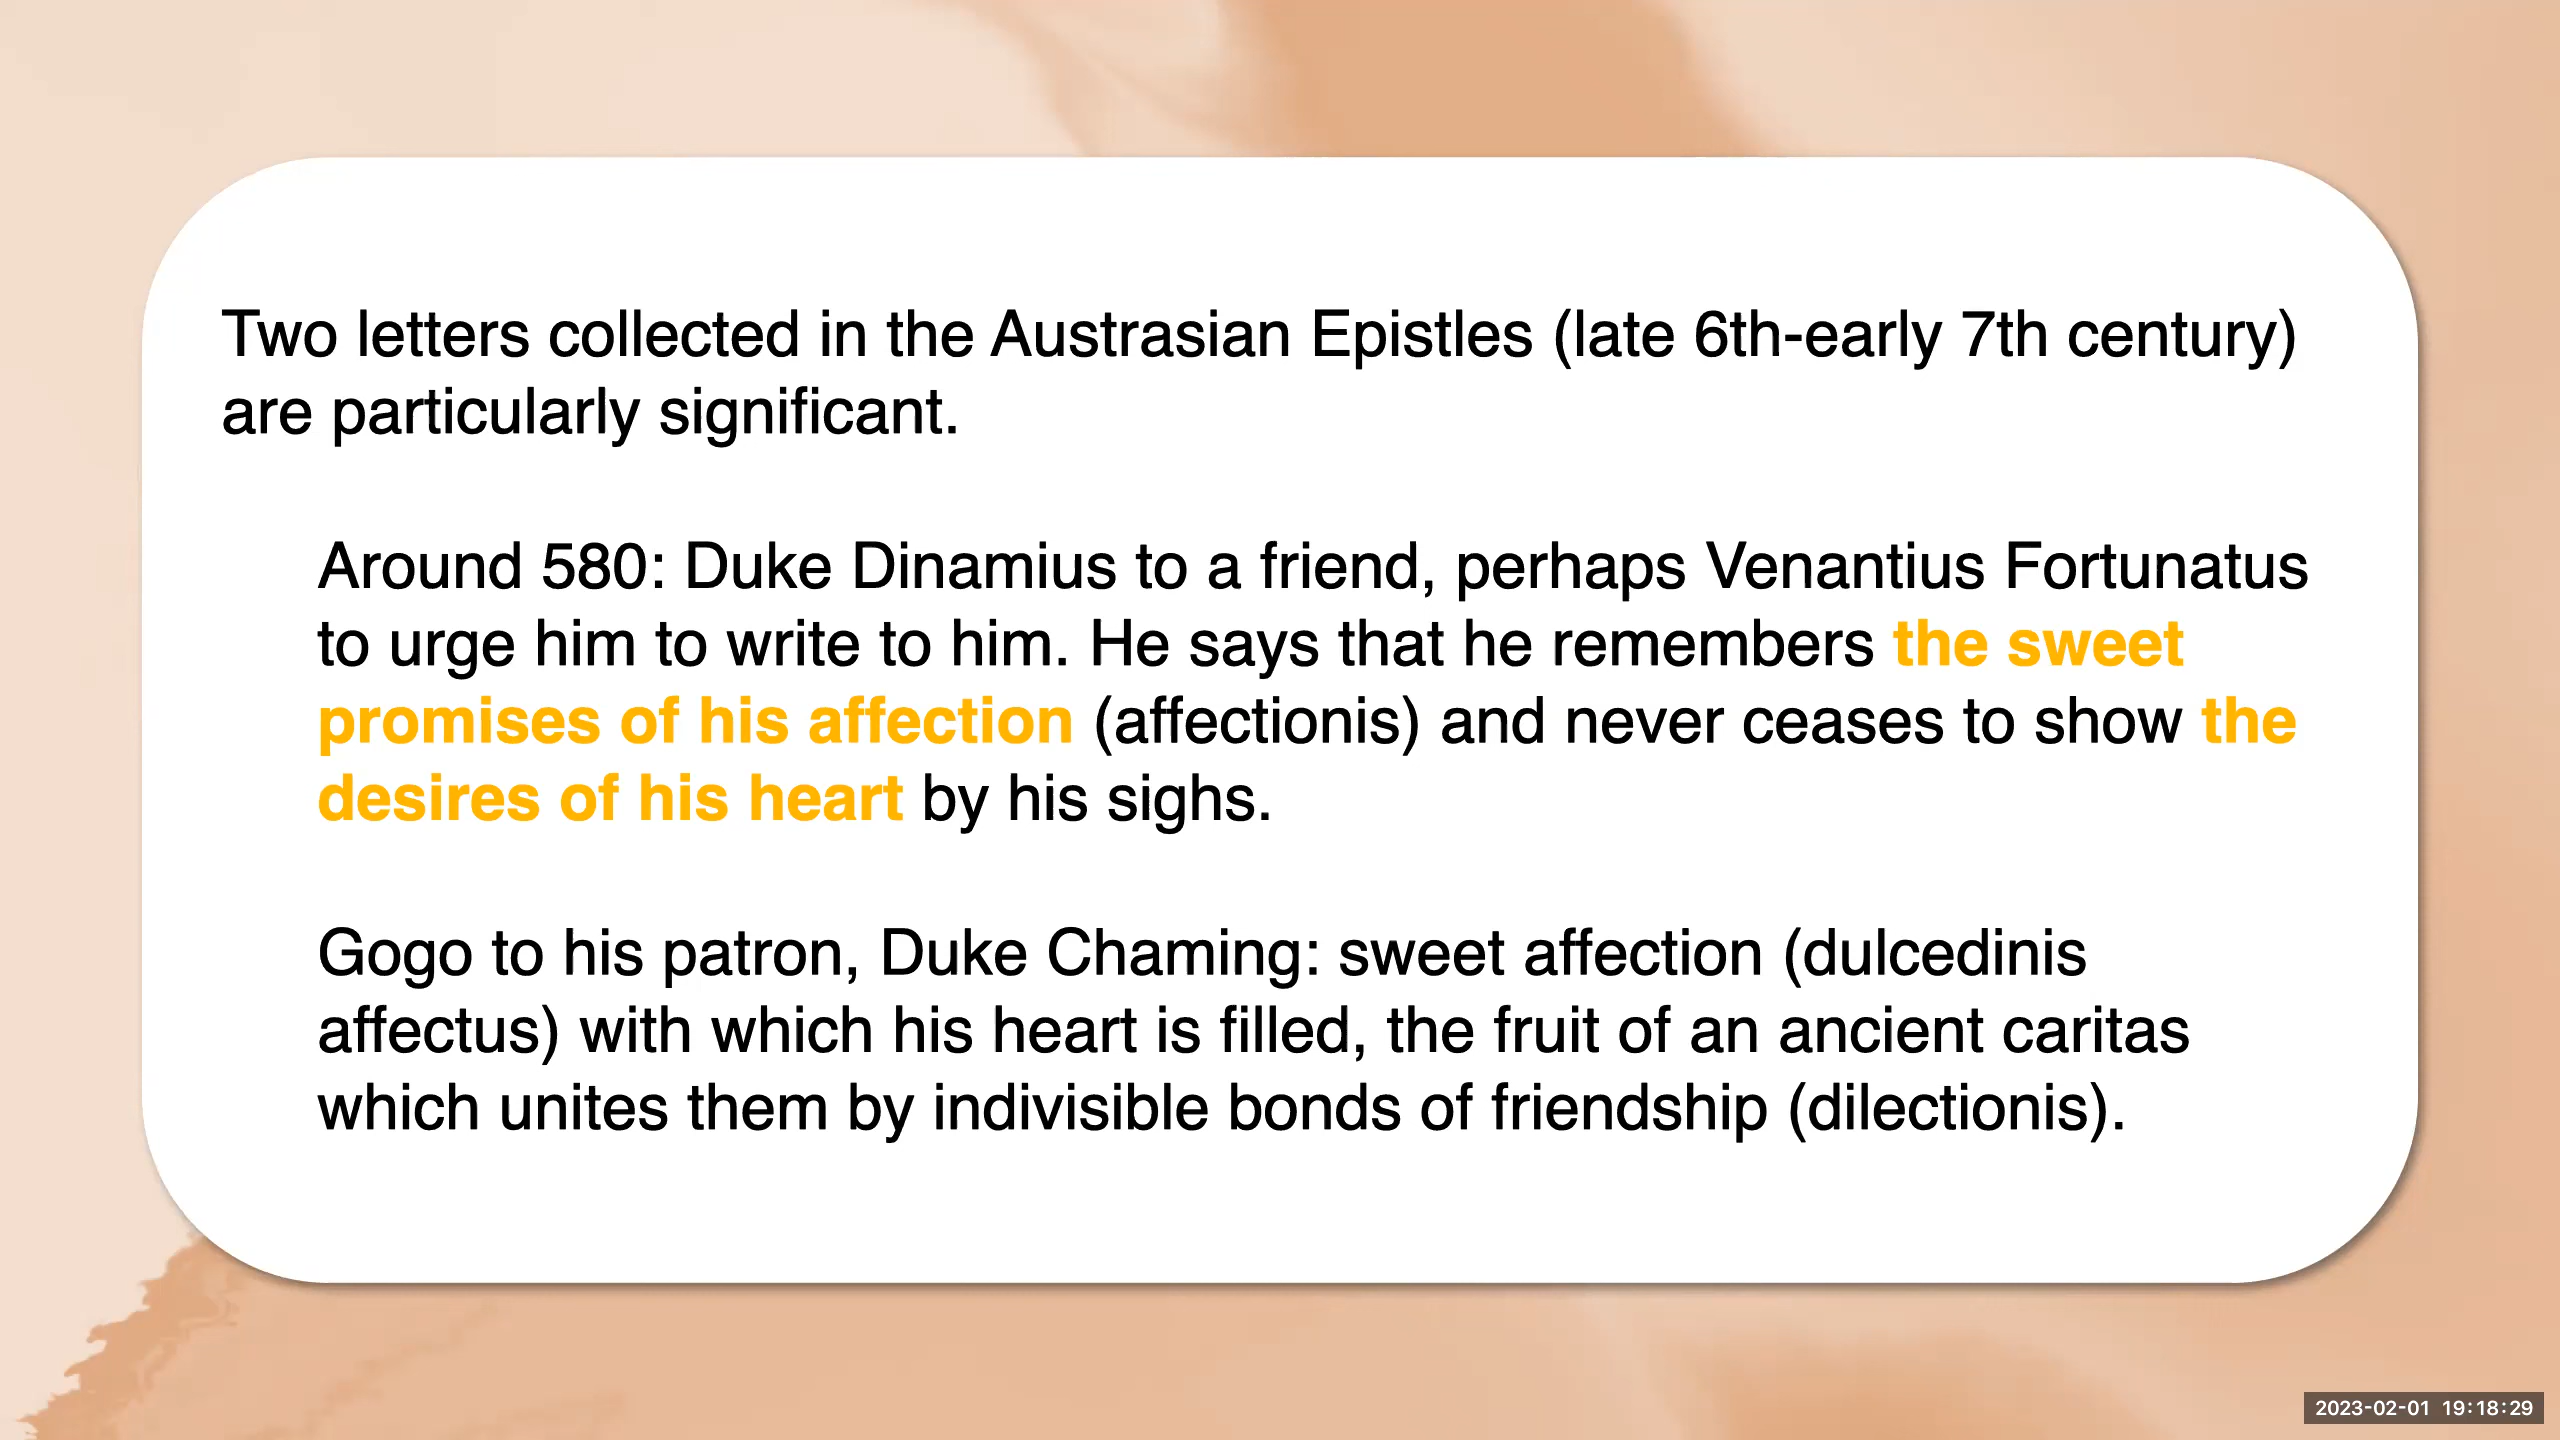 Two letters collected in the Austrasian Epistles (late 6th-early 7th century)
are particularly significant.
Around 580: Duke Dinamius to a friend, perhaps Venantius Fortunatus
to urge him to write to him. He says that he remembers the sweet
promises of his affection (affectionis) and never ceases to show the
desires of his heart by his sighs.
Gogo to his patron, Duke Chaming: sweet affection (dulcedinis
affectus) with which his heart is filled, the fruit of an ancient caritas
which unites them by indivisible bonds of friendship (dilectionis).
2023-02-01 19:18:29